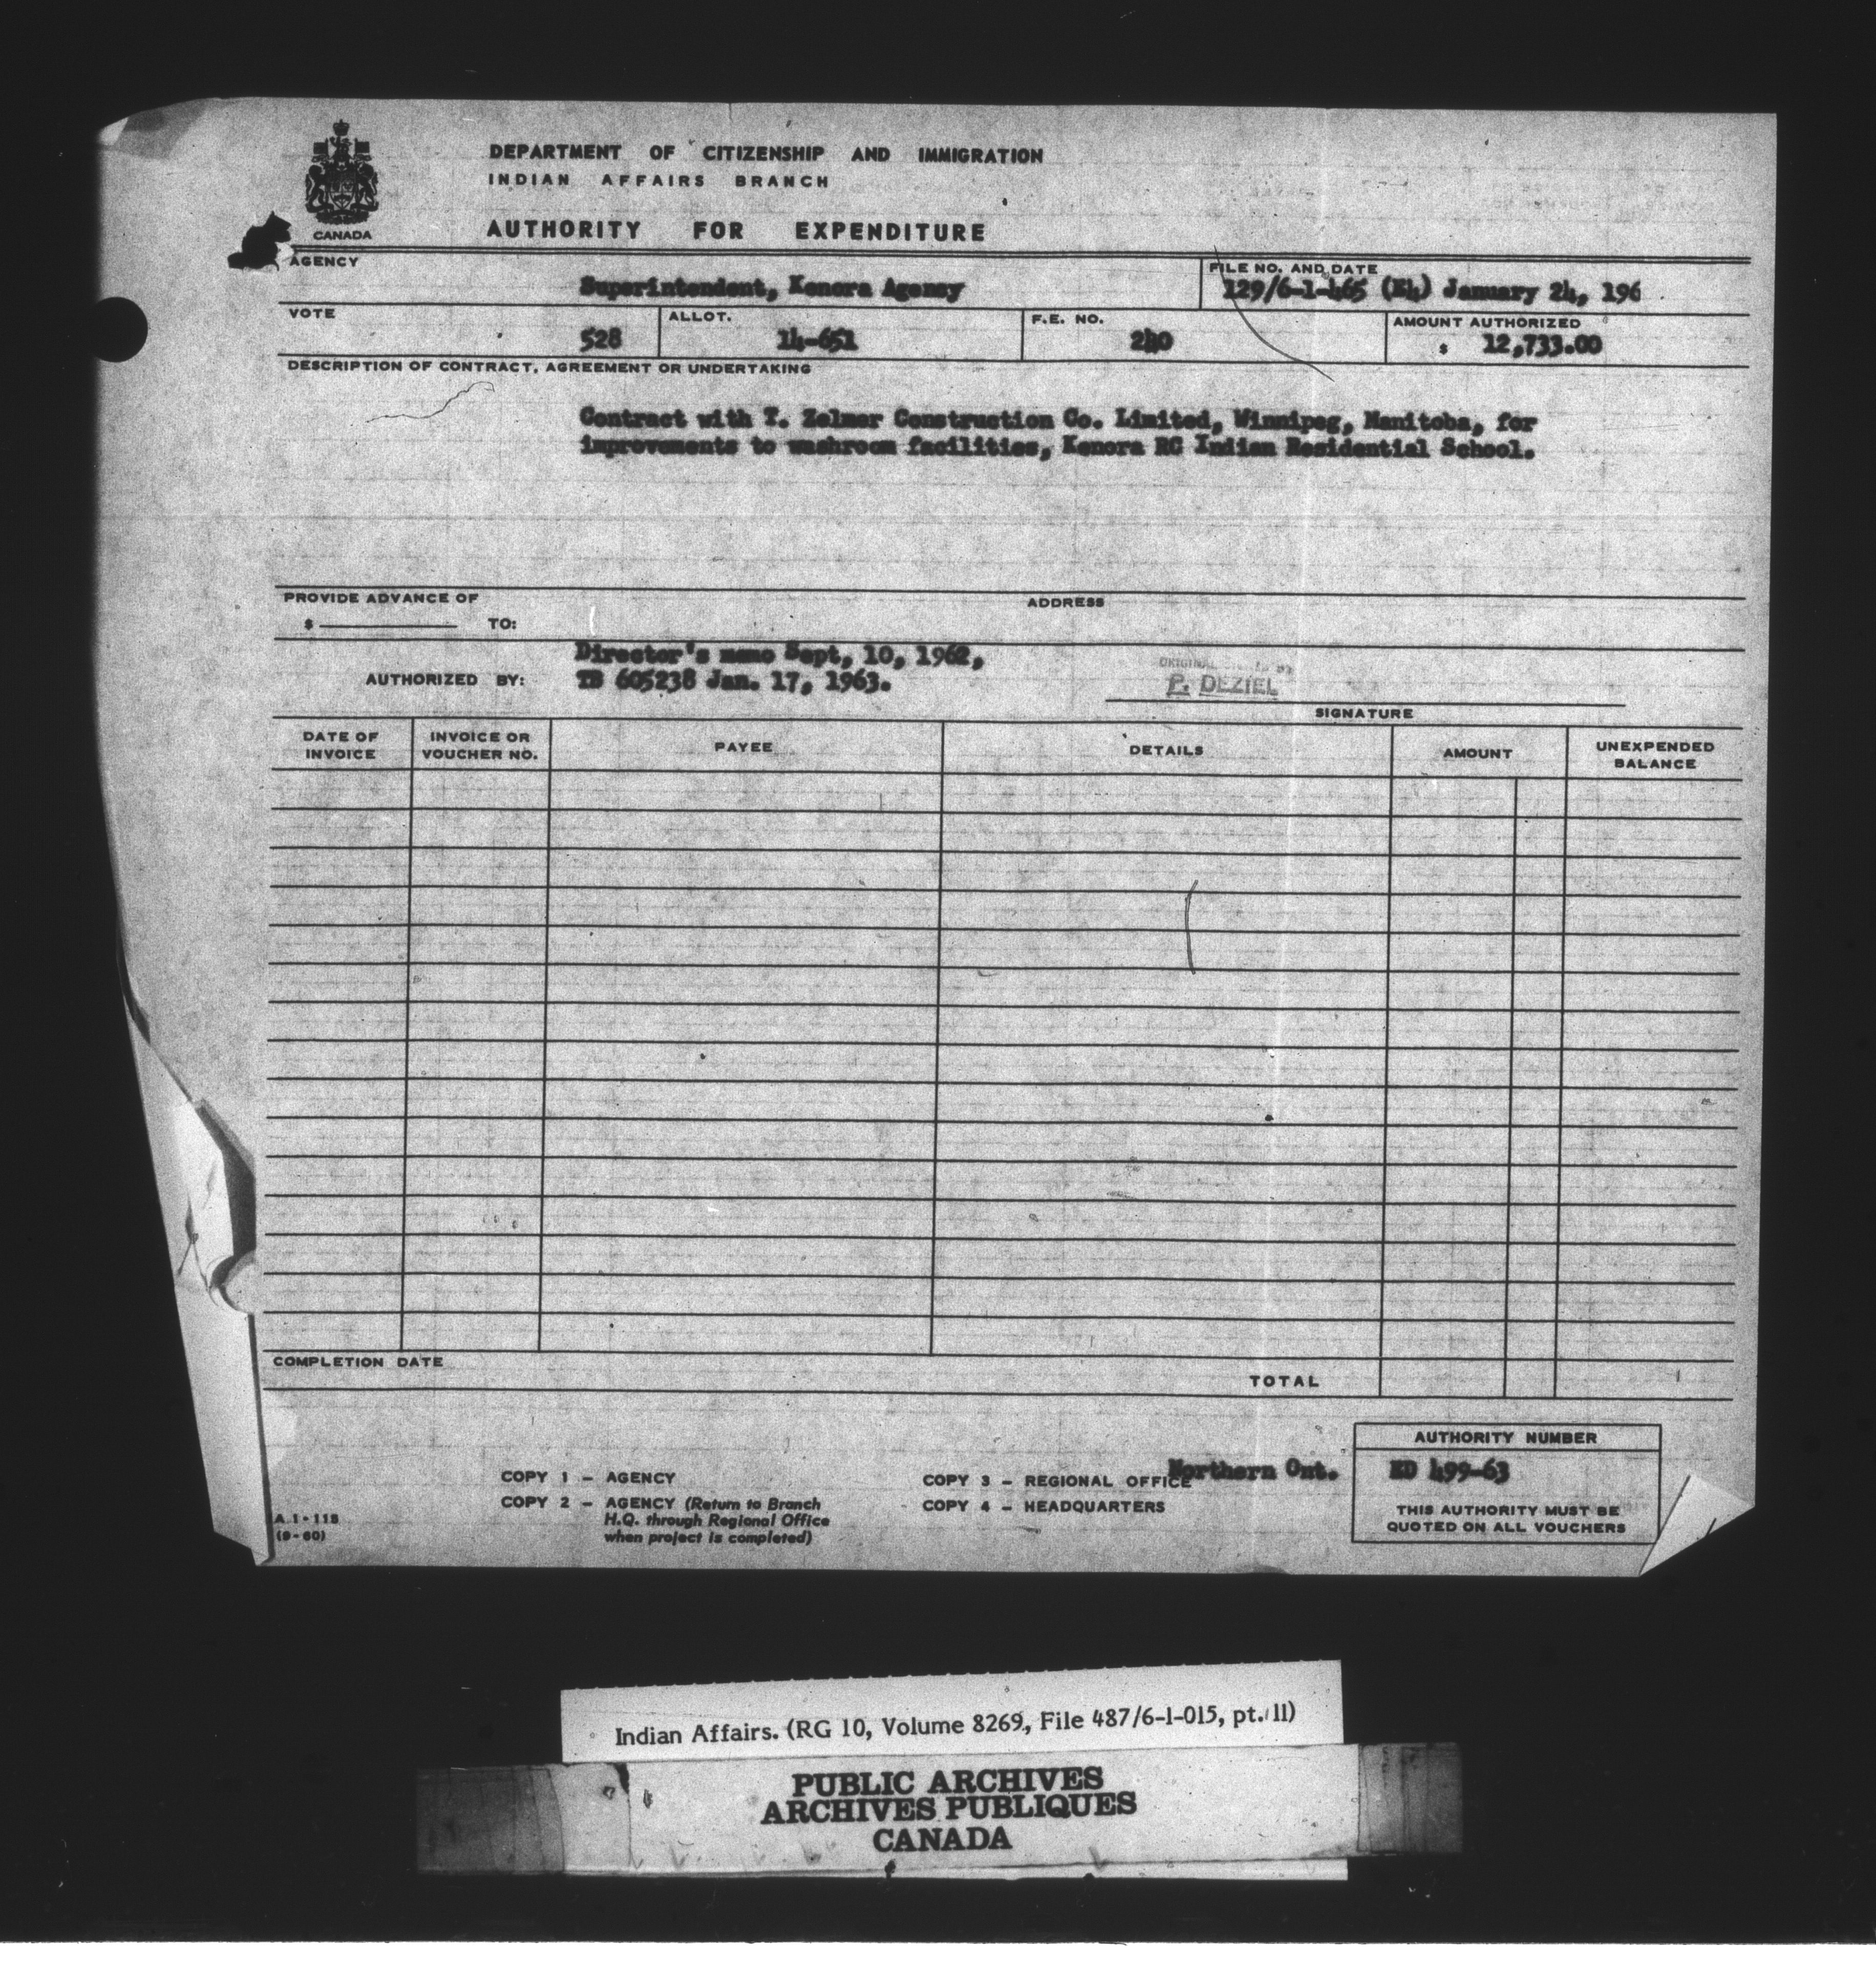 DEPARTMENT OF CITIZENSHIP AND IMMIGRATION
INDIAN AFFAIRS BRANCH
AUTHORITY FOR EXPENDITURE
CANADA
AGENCY
Superintendent, Kenora Agency
FILE NO. AND DATE
129/6-1-465 (E4) January 24, 196
VOTE
528
ALLOT.
14-651
F.E. NO.
240
AMOUNT AUTHORIZED
$ 12,733.00
DESCRIPTION OF CONTRACT, AGREEMENT OR UNDERTAKING
Contract with T. Zelmer Construction Co. Limited, Winnipeg, Manitoba, for
improvements to washroom facilities, Kenora RC Indian Residential School.
PROVIDE ADVANCE OF
$ TO:
ADDRESS
Director's memo Sept, 10, 1962,
AUTHORIZED BY: TB 605238 Jan. 17, 1963.
ORIGINAL
P. DEZIEL
SIGNATURE
DATE OF INVOICE
INVOICE OR VOUCHER NO.
PAYEE
DETAILS
AMOUNT
UNEXPENDED BALANCE
COMPLETION DATE
TOTAL
COPY 1 - AGENCY
COPY 2 - AGENCY (Return to Branch
H.Q. through Regional Office
when project is completed)
COPY 3 - REGIONAL OFFICE Northern Ont.
COPY 4 - HEADQUARTERS
AUTHORITY NUMBER
ED 499-63
THIS AUTHORITY MUST BE
QUOTED ON ALL VOUCHERS
A.1-118
(9-60)
Indian Affairs. (RG 10, Volume 8269, File 487/6-1-015, pt. 11)
PUBLIC ARCHIVES
ARCHIVES PUBLIQUES
CANADA